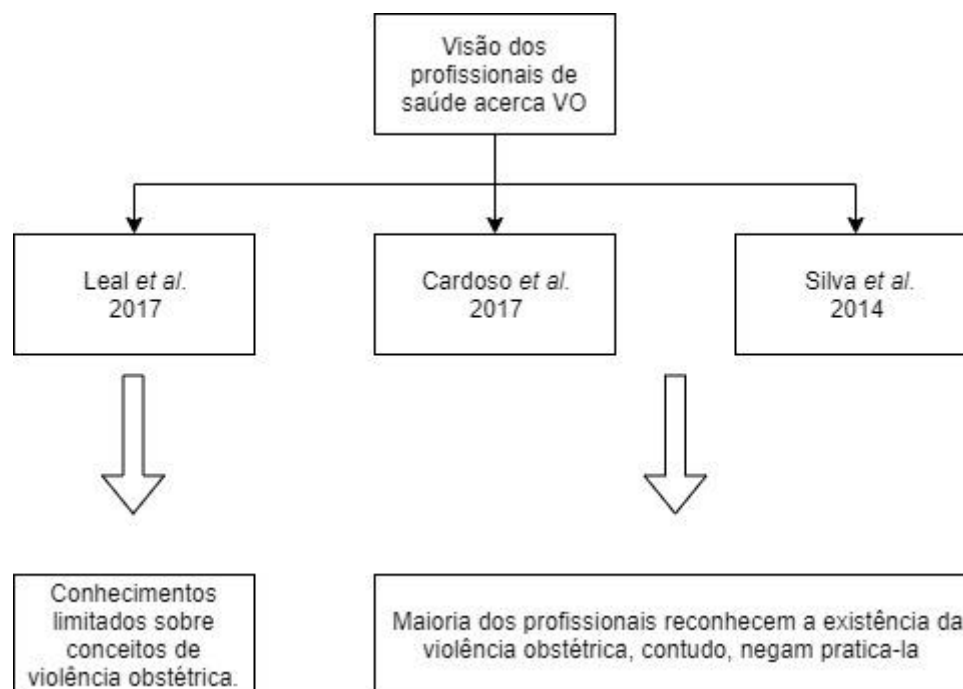 Visão dos
profissionais de
saúde acerca VO
Leal et al.
2017
Cardoso et al.
2017
Silva et al.
2014
Conhecimentos
limitados sobre
conceitos de
violência obstétrica.
Maioria dos profissionais reconhecem a existência da
violência obstétrica, contudo, negam pratica-la